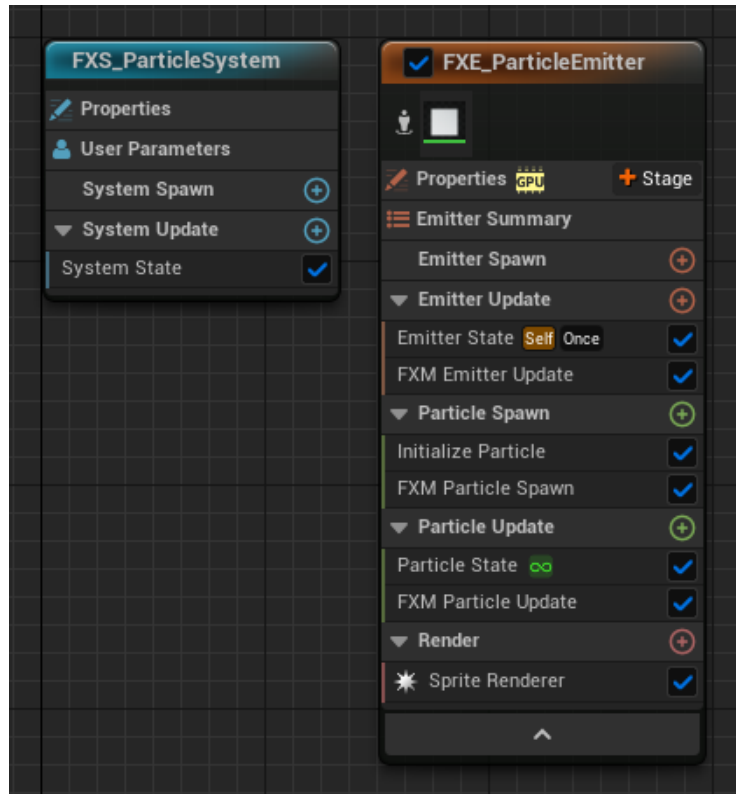 FXS_ParticleSystem
Properties
User Parameters
System Spawn
System Update
System State
FXE_ParticleEmitter
Properties GPU + Stage
Emitter Summary
Emitter Spawn
Emitter Update
Emitter State Self Once
FXM Emitter Update
Particle Spawn
Initialize Particle
FXM Particle Spawn
Particle Update
Particle State ∞
FXM Particle Update
Render
Sprite Renderer